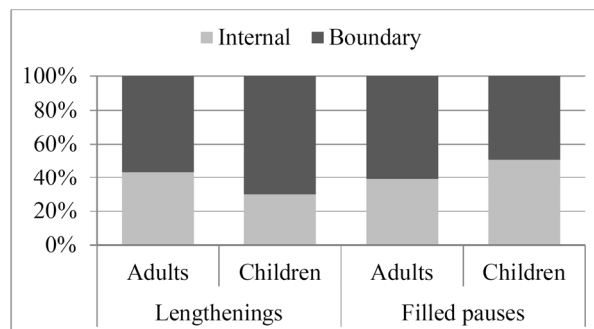 Internal Boundary
100%
80%
60%
40%
20%
0%
Adults Children Adults Children
Lengthenings Filled pauses